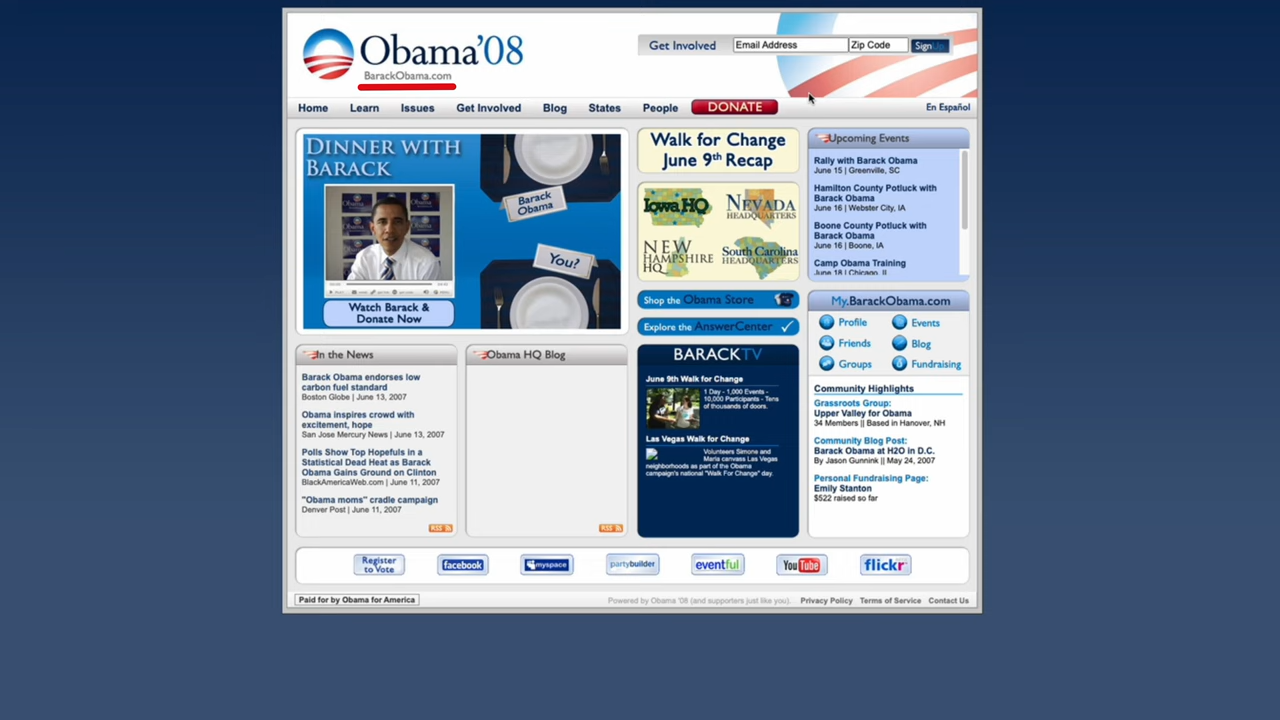 Obama'08
BarackObama.com
Get Involved
Email Address
Zip Code
Sign Up
Home
Learn
Issues
Get Involved
Blog
States
People
DONATE
En Español
DINNER WITH
BARACK
Barack
Obama
You?
Watch Barack &
Donate Now
Walk for Change
June 9th Recap
Iowa HQ
NEVADA
HEADQUARTERS
NEW
HAMPSHIRE
HQ
South Carolina
HEADQUARTERS
Upcoming Events
Rally with Barack Obama
June 15 | Greenville, SC
Hamilton County Potluck with
Barack Obama
June 16 | Webster City, IA
Boone County Potluck with
Barack Obama
June 16 | Boone, IA
Camp Obama Training
June 18 | Chicago, IL
Shop the Obama Store
Explore the AnswerCenter
My.BarackObama.com
Profile
Events
Friends
Blog
Groups
Fundraising
In the News
Barack Obama endorses low
carbon fuel standard
Boston Globe | June 13, 2007
Obama inspires crowd with
excitement, hope
San Jose Mercury News | June 13, 2007
Polls Show Top Hopefuls in a
Statistical Dead Heat as Barack
Obama Gains Ground on Clinton
BlackAmericaWeb.com | June 11, 2007
"Obama moms" cradle campaign
Denver Post | June 11, 2007
RSS
Obama HQ Blog
RSS
BARACKTV
June 9th Walk for Change
1 Day - 1,000 Events -
10,000 Participants - Tens
of thousands of doors.
Las Vegas Walk for Change
Volunteers Simone and
Maria canvass Las Vegas
neighborhoods as part of the Obama
campaign's national "Walk For Change" day.
Community Highlights
Grassroots Group:
Upper Valley for Obama
34 Members || Based in Hanover, NH
Community Blog Post:
Barack Obama at H2O in D.C.
By Jason Gunnink || May 24, 2007
Personal Fundraising Page:
Emily Stanton
$522 raised so far
Register
to Vote
facebook
myspace
partybuilder
eventful
YouTube
flickr
Paid for by Obama for America
Powered by Obama '08 (and supporters just like you).
Privacy Policy
Terms of Service
Contact Us